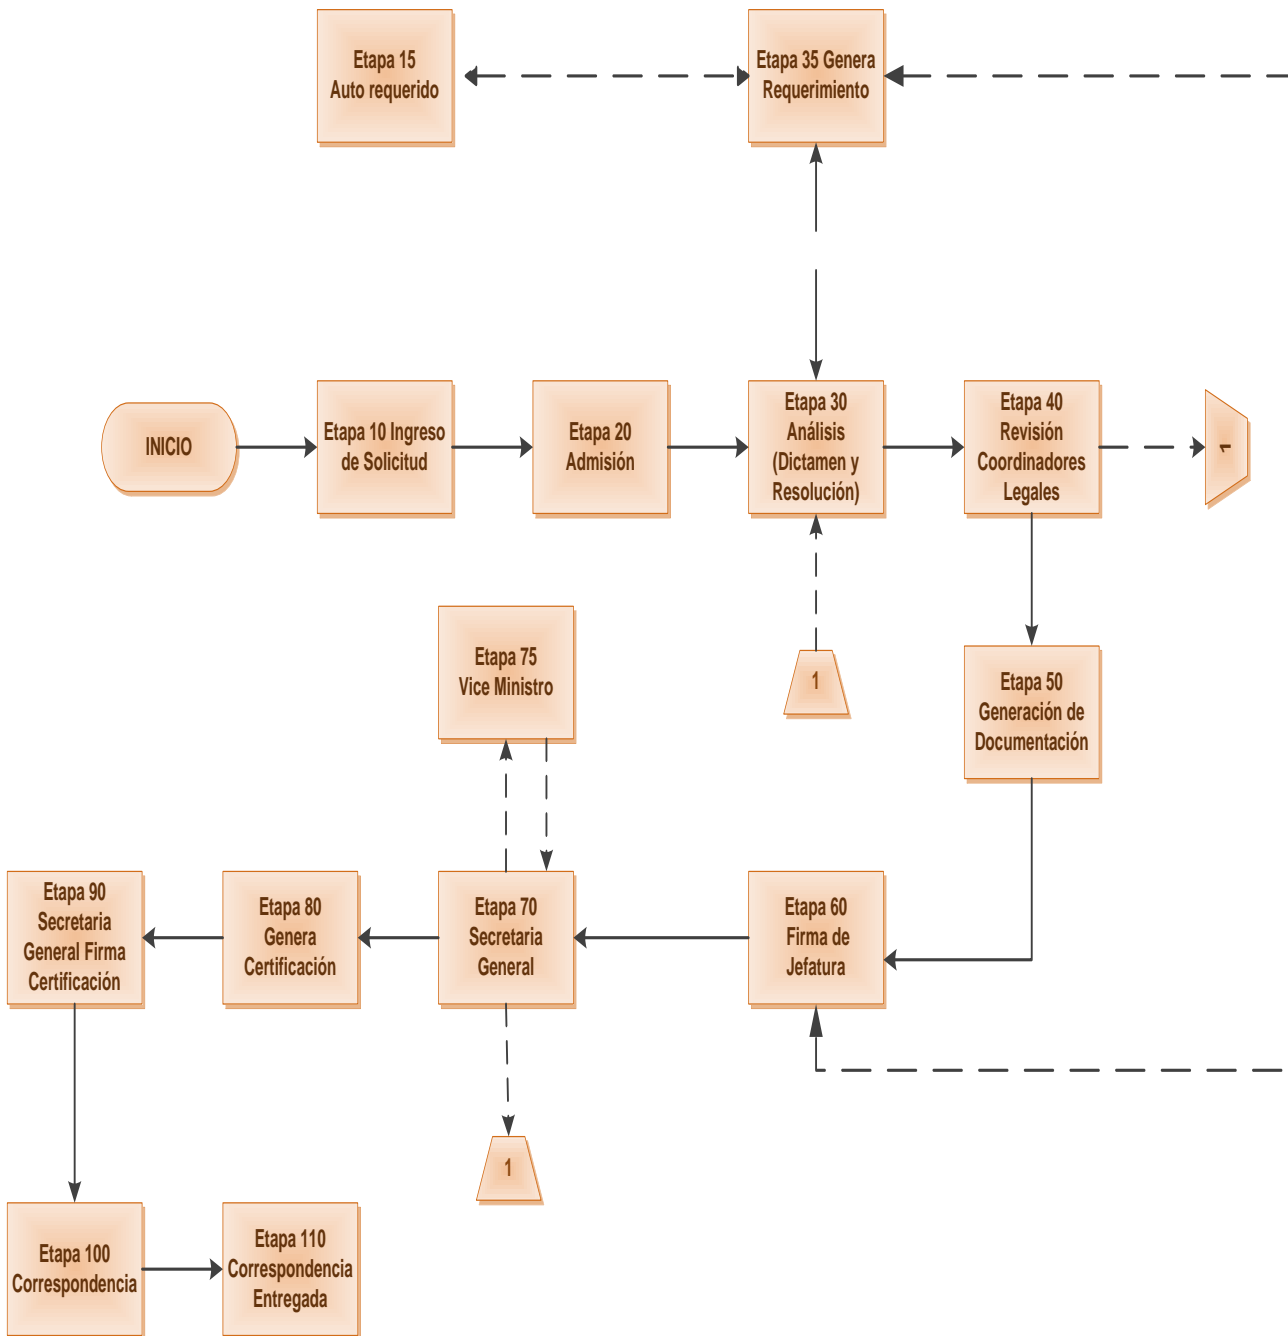 Etapa 15
Auto requerido
Etapa 35 Genera
Requerimiento
INICIO
Etapa 10 Ingreso
de Solicitud
Etapa 20
Admisión
Etapa 30
Análisis
(Dictamen y
Resolución)
Etapa 40
Revisión
Coordinadores
Legales
1
Etapa 75
Vice Ministro
1
Etapa 50
Generación de
Documentación
Etapa 90
Secretaria
General Firma
Certificación
Etapa 80
Genera
Certificación
Etapa 70
Secretaria
General
Etapa 60
Firma de
Jefatura
1
Etapa 100
Correspondencia
Etapa 110
Correspondencia
Entregada